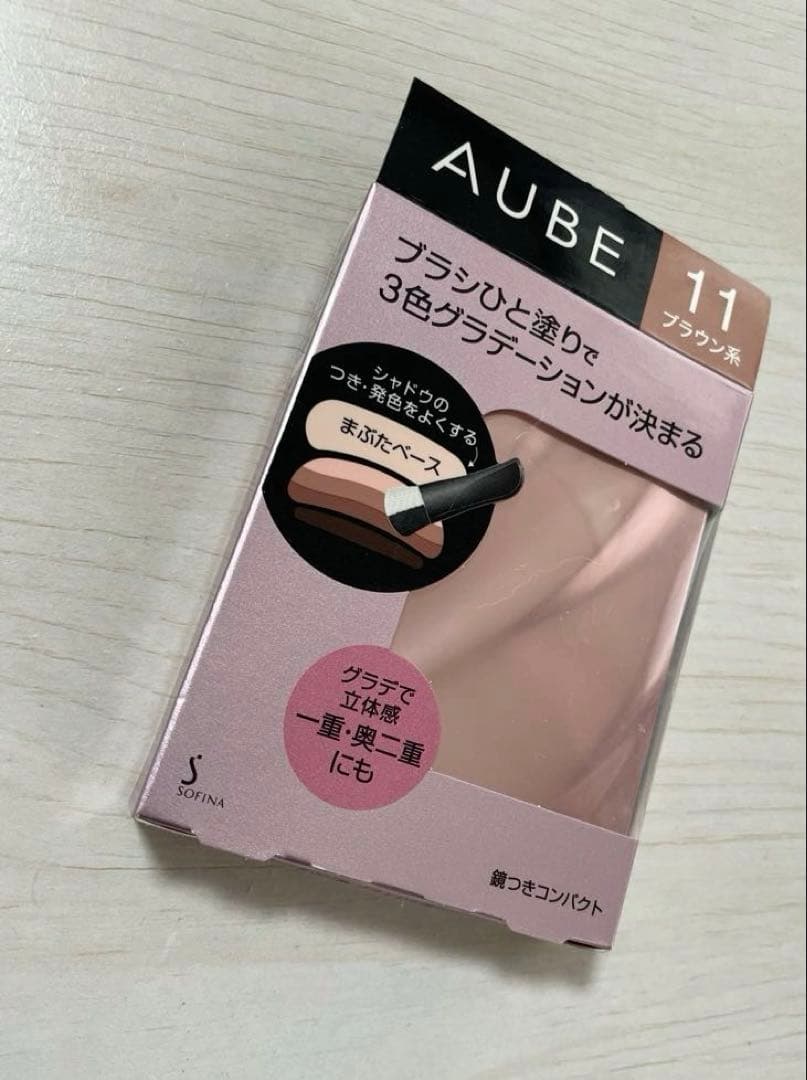 AUBE
11
ブラウン系
ブラシひと塗りで
3色グラデーションが決まる
シャドウの
つき・発色をよくする
まぶたベース
グラデで
立体感
一重・奥二重
にも
SOFINA
鏡つきコンパクト